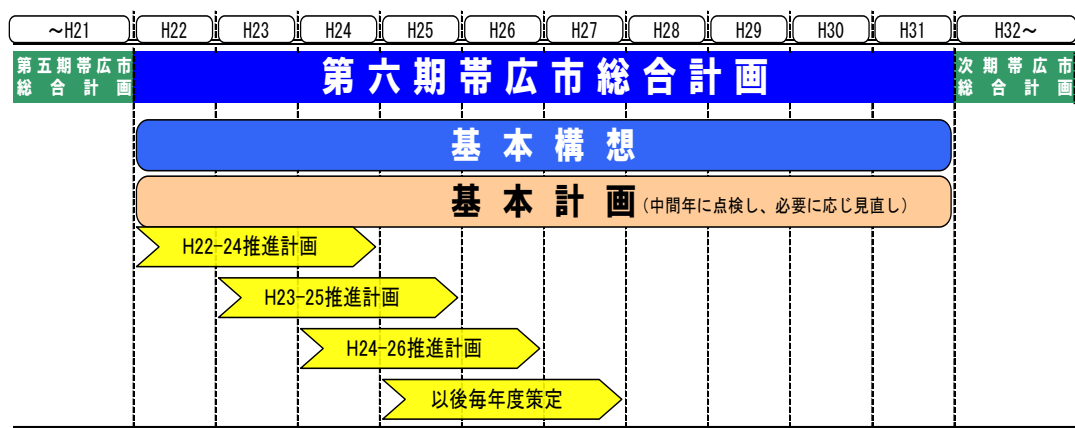 ～H21 H22 H23 H24 H25 H26 H27 H28 H29 H30 H31 H32～
第五期帯広市
総合計画
第六期帯広市総合計画
次期帯広市
総合計画
基本構想
基本計画(中間年に点検し、必要に応じ見直し)
H22-24推進計画
H23-25推進計画
H24-26推進計画
以後毎年度策定